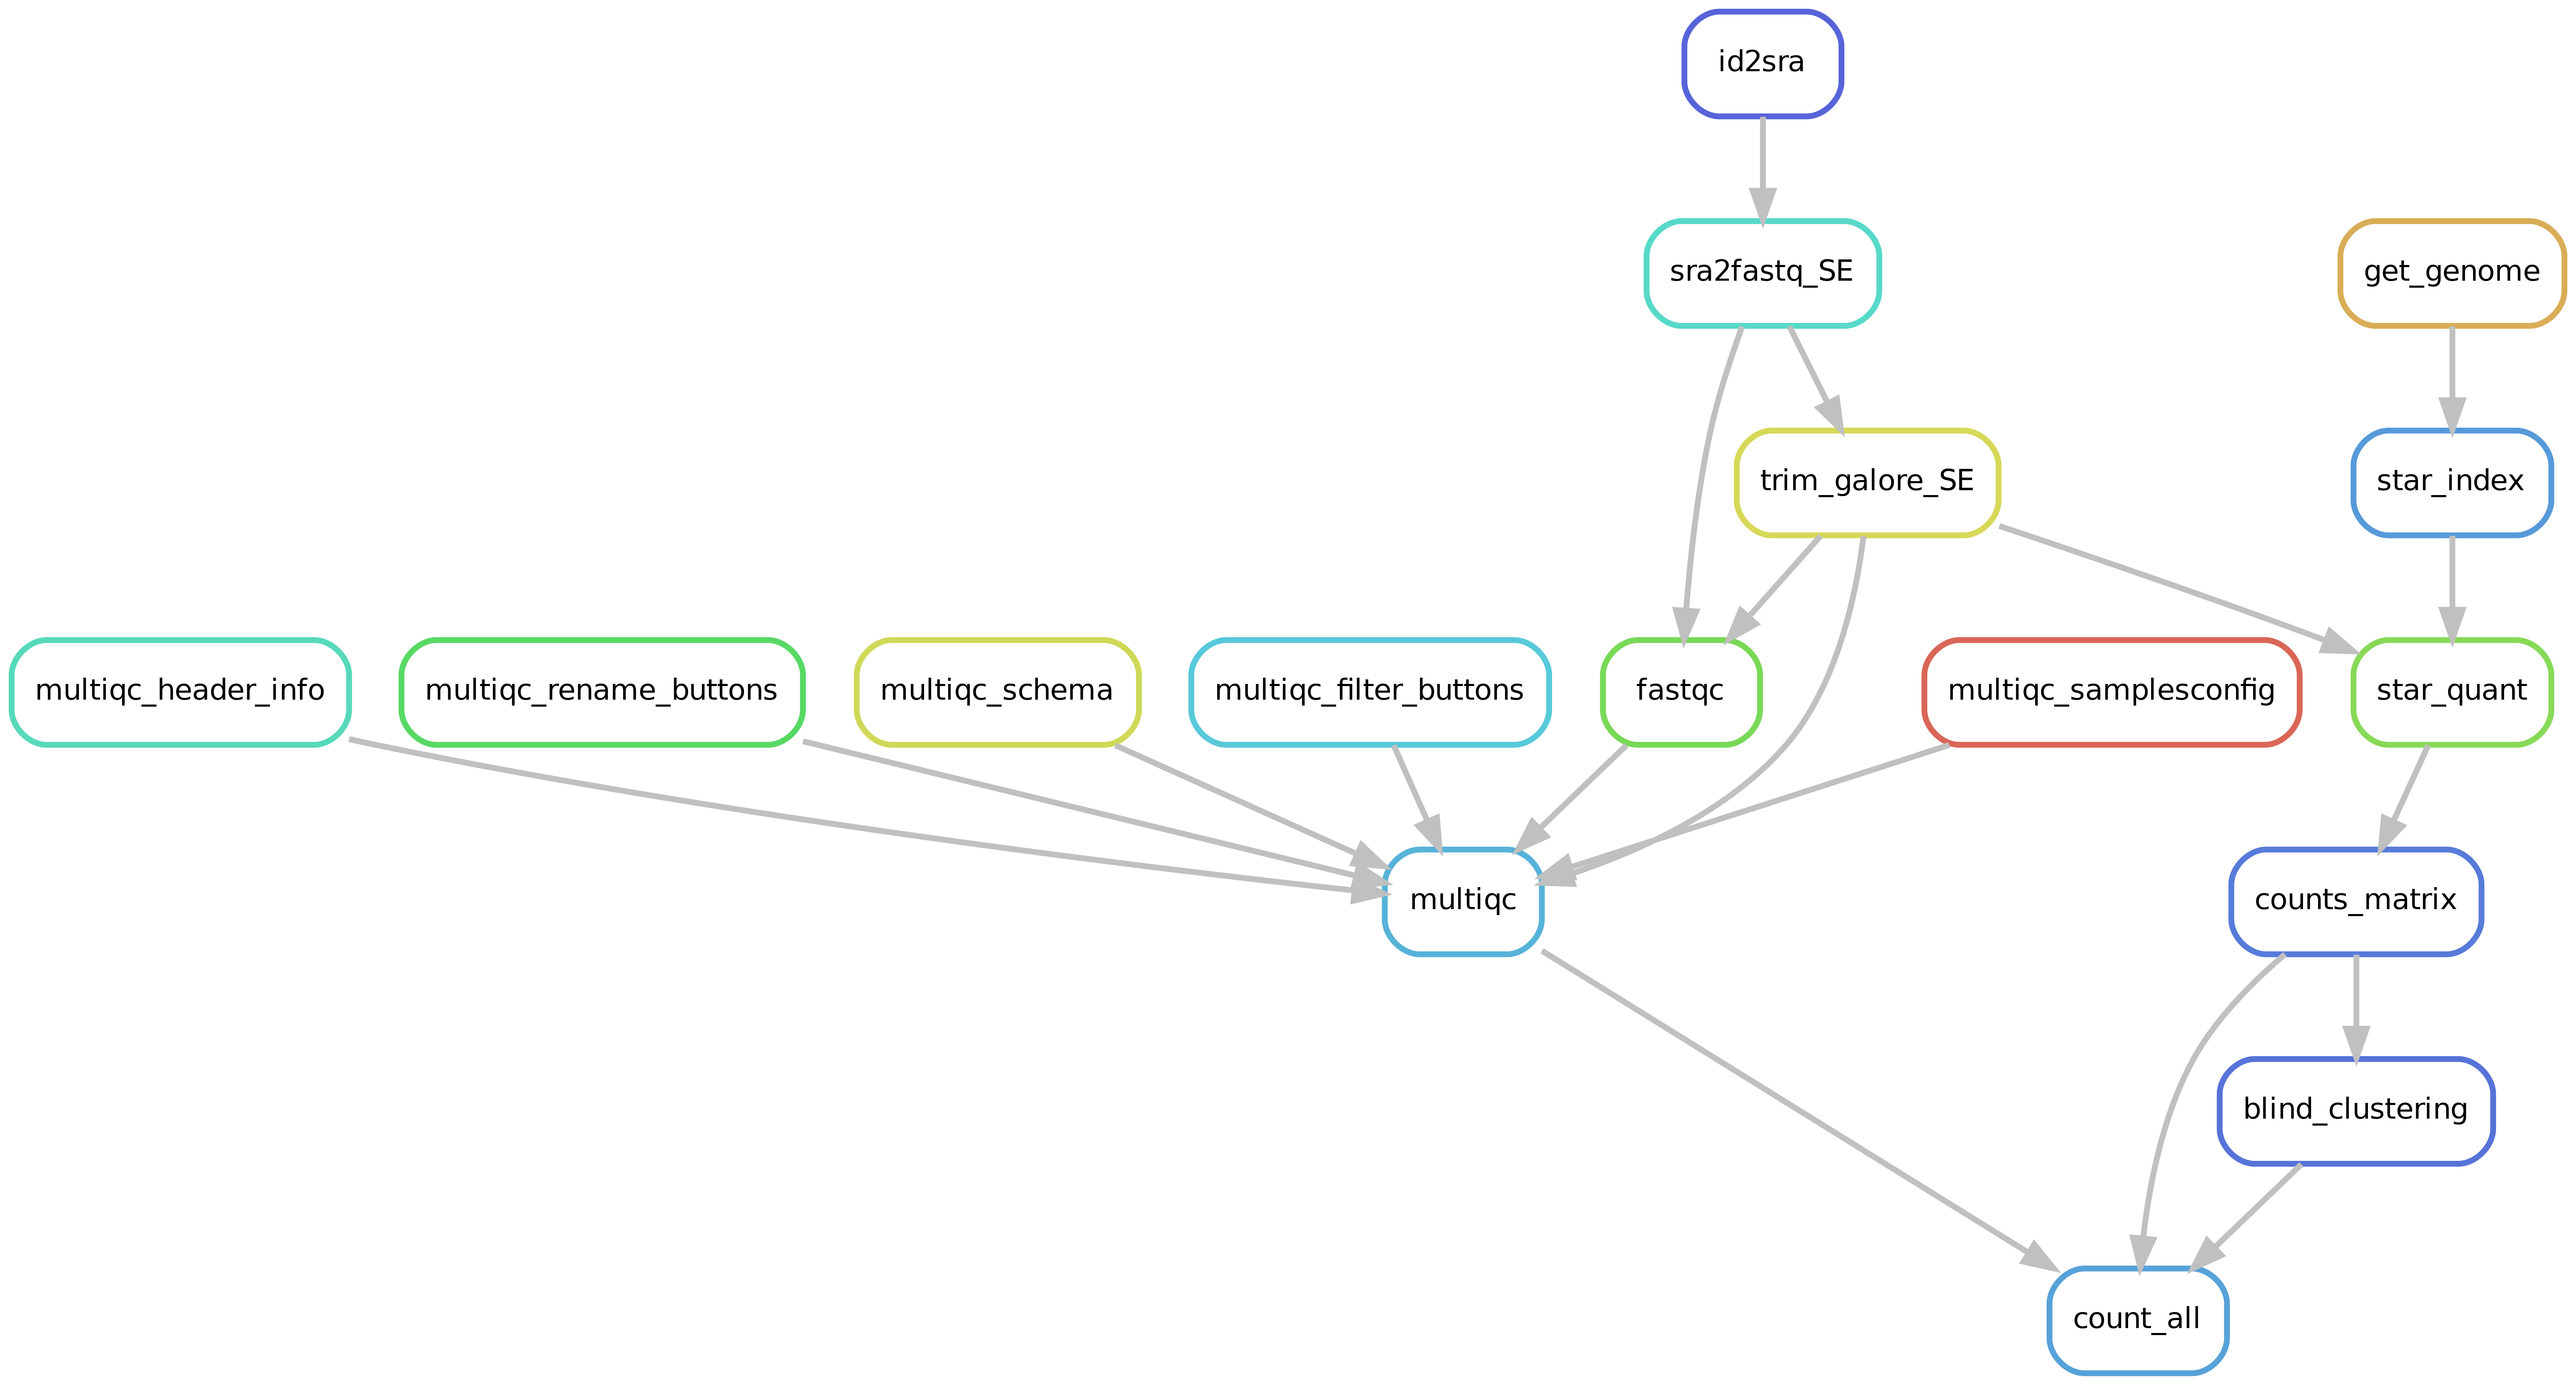 id2sra
sra2fastq_SE
get_genome
trim_galore_SE
star_index
multiqc_header_info
multiqc_rename_buttons
multiqc_schema
multiqc_filter_buttons
fastqc
multiqc_samplesconfig
star_quant
multiqc
counts_matrix
blind_clustering
count_all